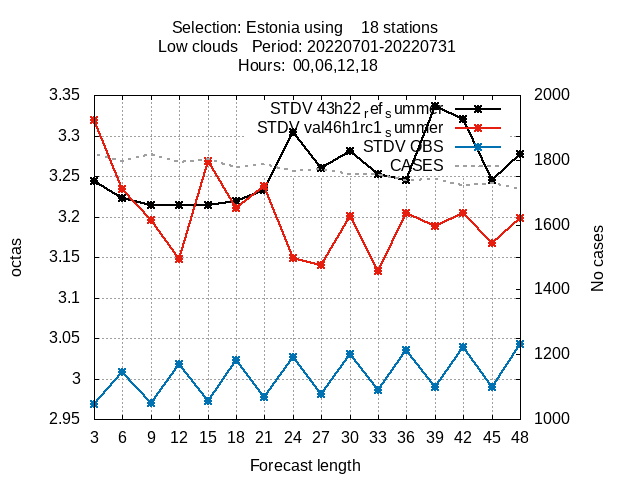 Selection: Estonia using 18 stations
Low clouds Period: 20220701-20220731
Hours: 00,06,12,18
STDV 43h22refsummer
STDV val46h1rc1summer
STDV OBS
CASES
3.35
3.3
3.25
3.2
3.15
3.1
3.05
3
2.95
octas
2000
1800
1600
1400
1200
1000
No cases
3 6 9 12 15 18 21 24 27 30 33 36 39 42 45 48
Forecast length